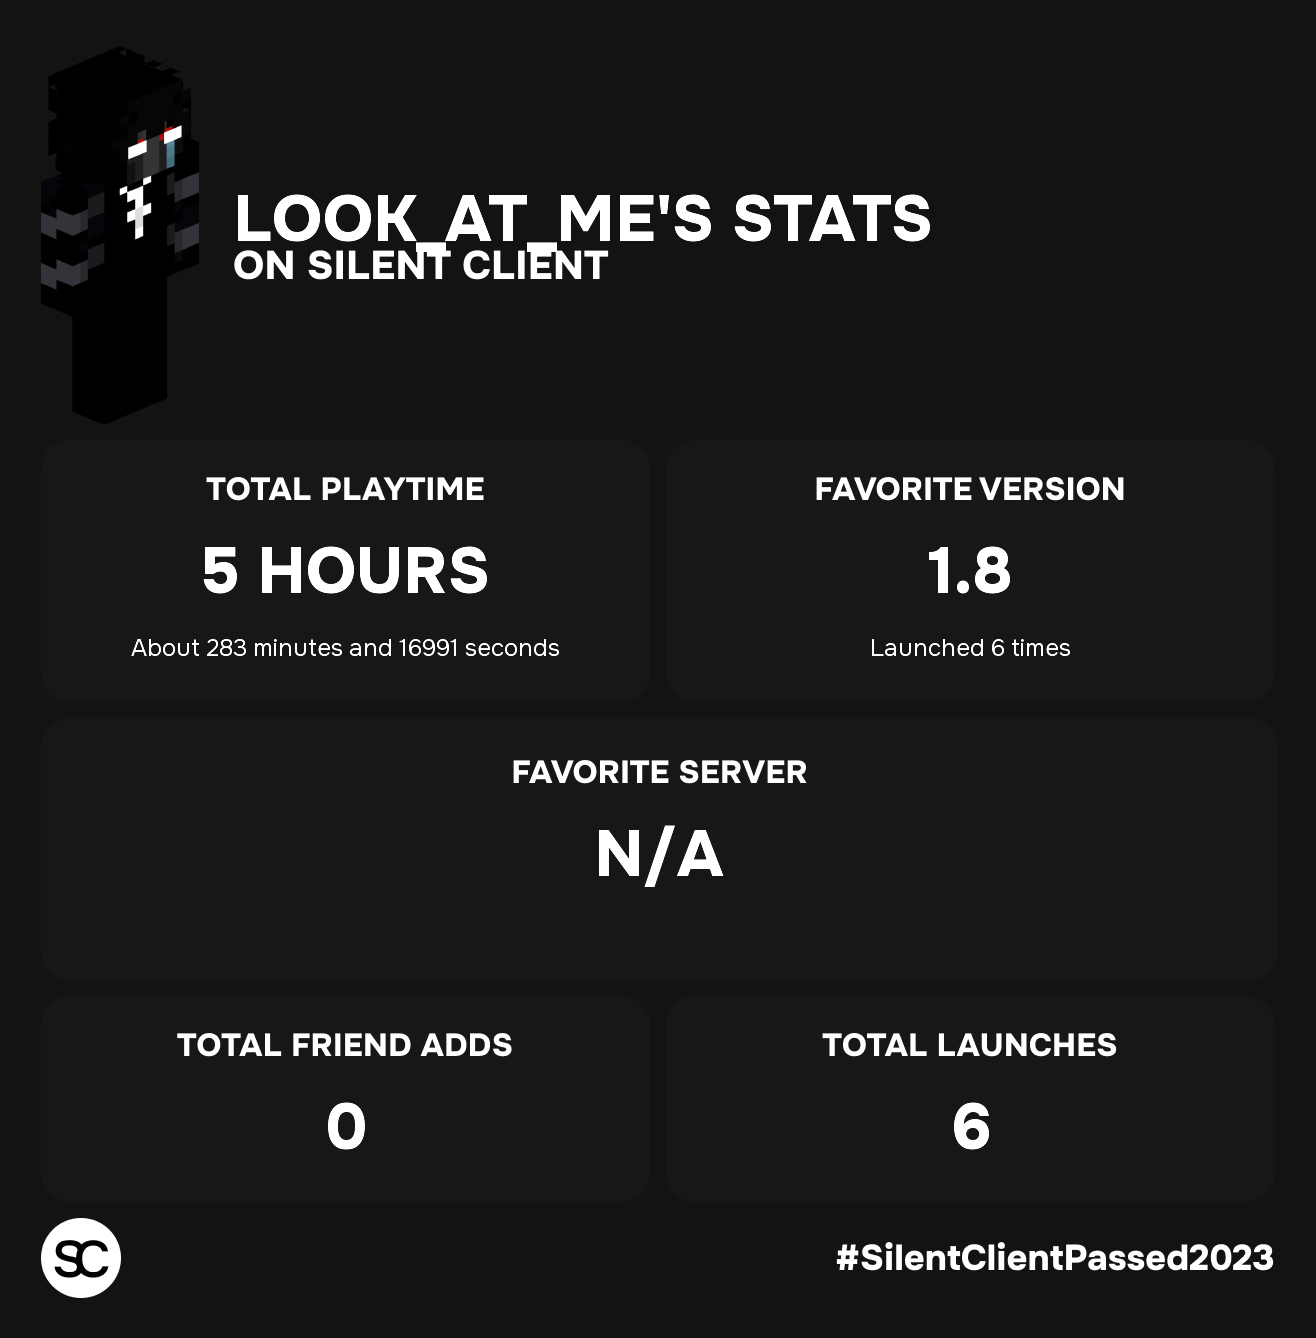 LOOK_AT_ME'S STATS
ON SILENT CLIENT
TOTAL PLAYTIME
5 HOURS
About 283 minutes and 16991 seconds
FAVORITE VERSION
1.8
Launched 6 times
FAVORITE SERVER
N/A
TOTAL FRIEND ADDS
0
TOTAL LAUNCHES
6
SC
#SilentClientPassed2023